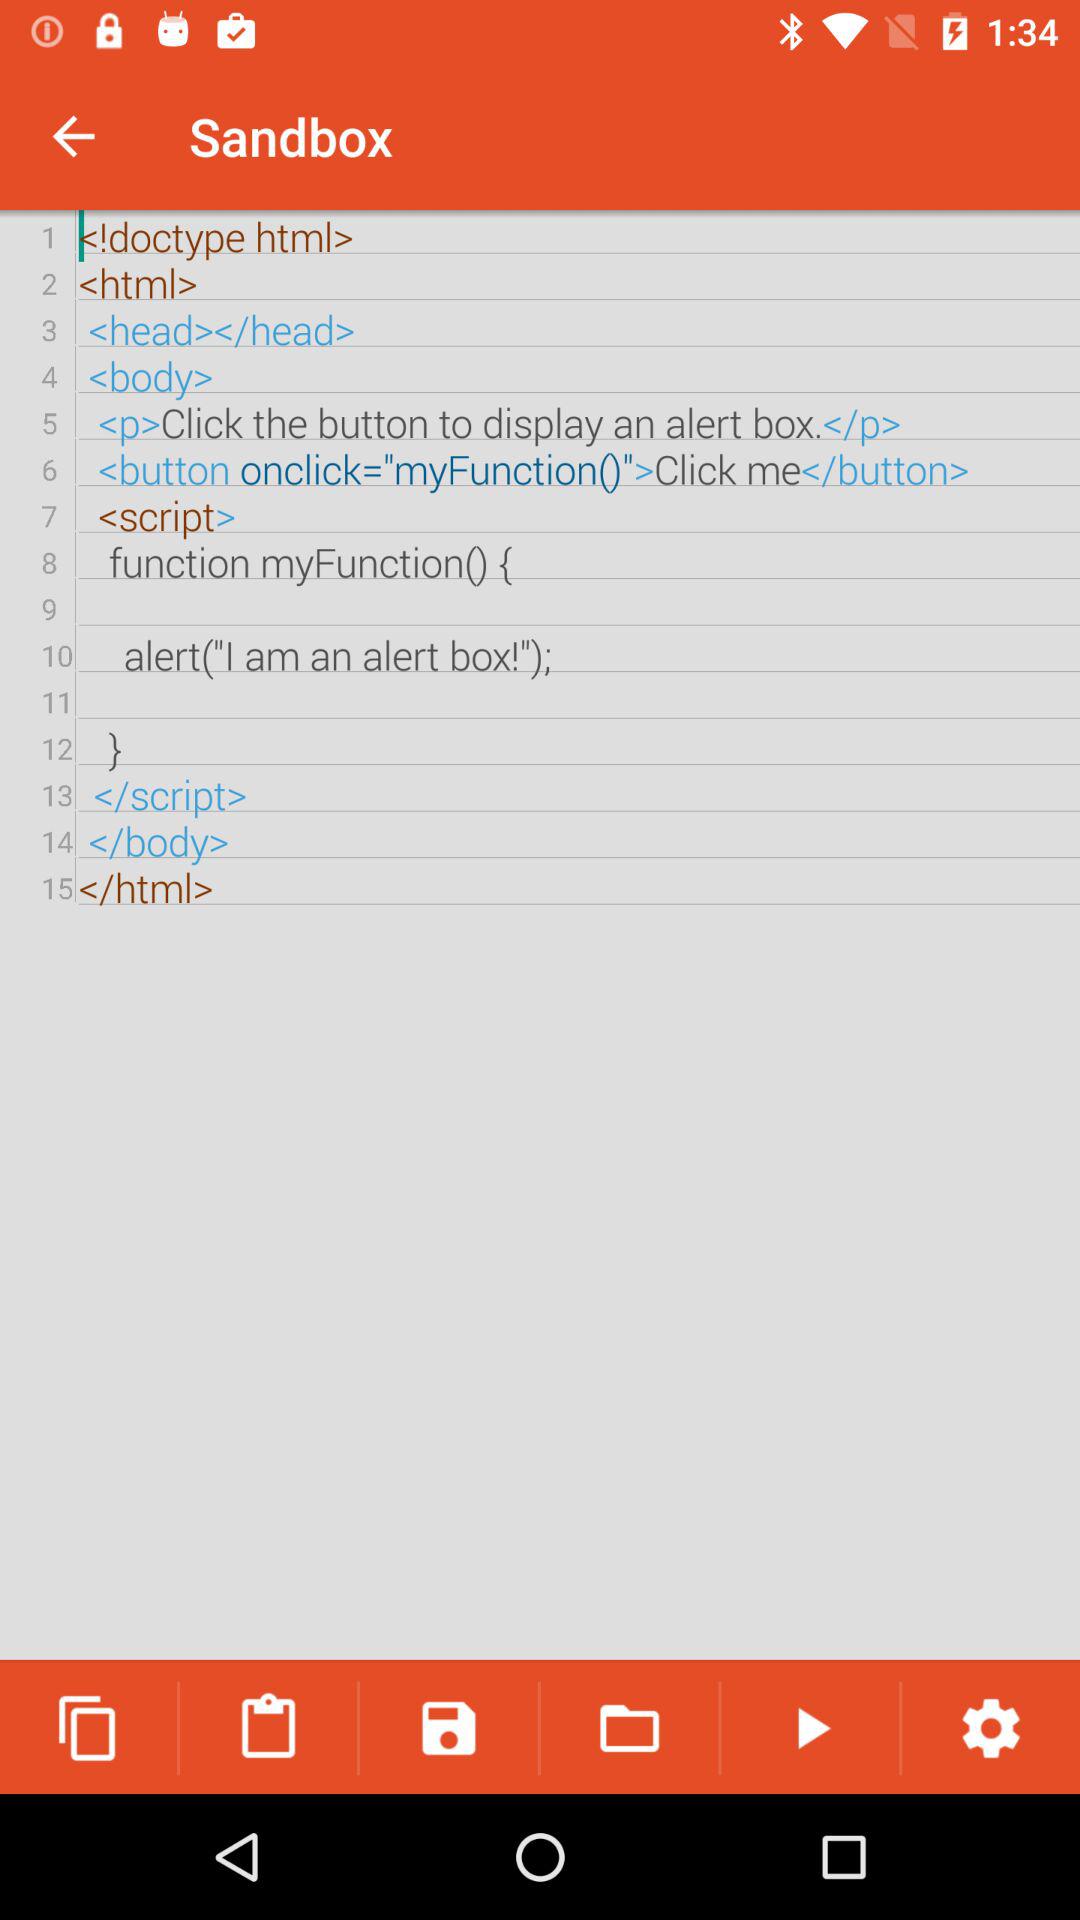 1:34
Sandbox
1 <!doctype html>
2 <html>
3 <head></head>
4 <body>
5 <p>Click the button to display an alert box.</p>
6 <button onclick="myFunction()">Click me</button>
7 <script>
8 function myFunction() {
9
10 alert("I am an alert box!");
11
12 }
13 </script>
14 </body>
15 </html>